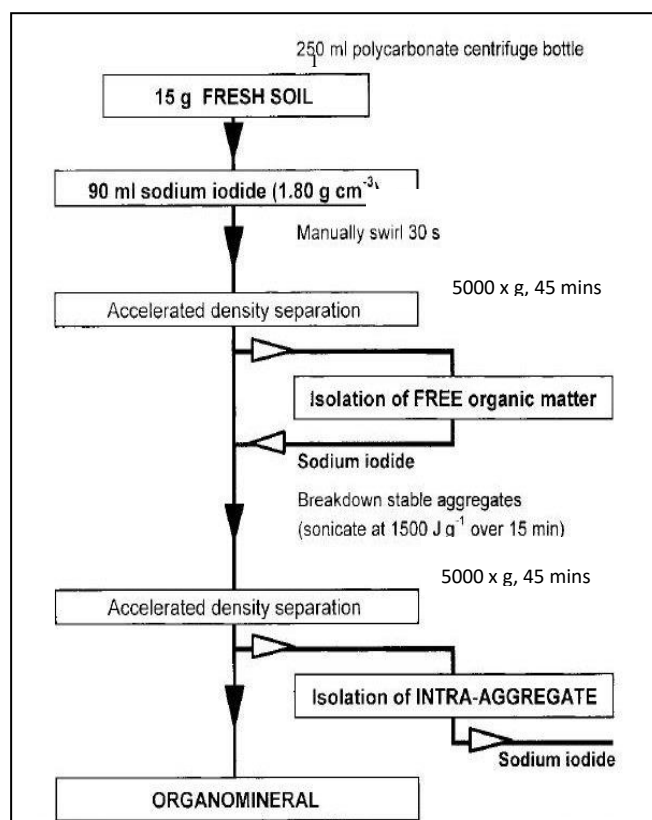 250 ml polycarbonate centrifuge bottle
15 g FRESH SOIL
90 ml sodium iodide (1.80 g cm⁻³
Manually swirl 30 s
5000 x g, 45 mins
Accelerated density separation
Isolation of FREE organic matter
Sodium iodide
Breakdown stable aggregates
(sonicate at 1500 J g⁻¹ over 15 min)
5000 x g, 45 mins
Accelerated density separation
Isolation of INTRA-AGGREGATE
Sodium iodide
ORGANOMINERAL